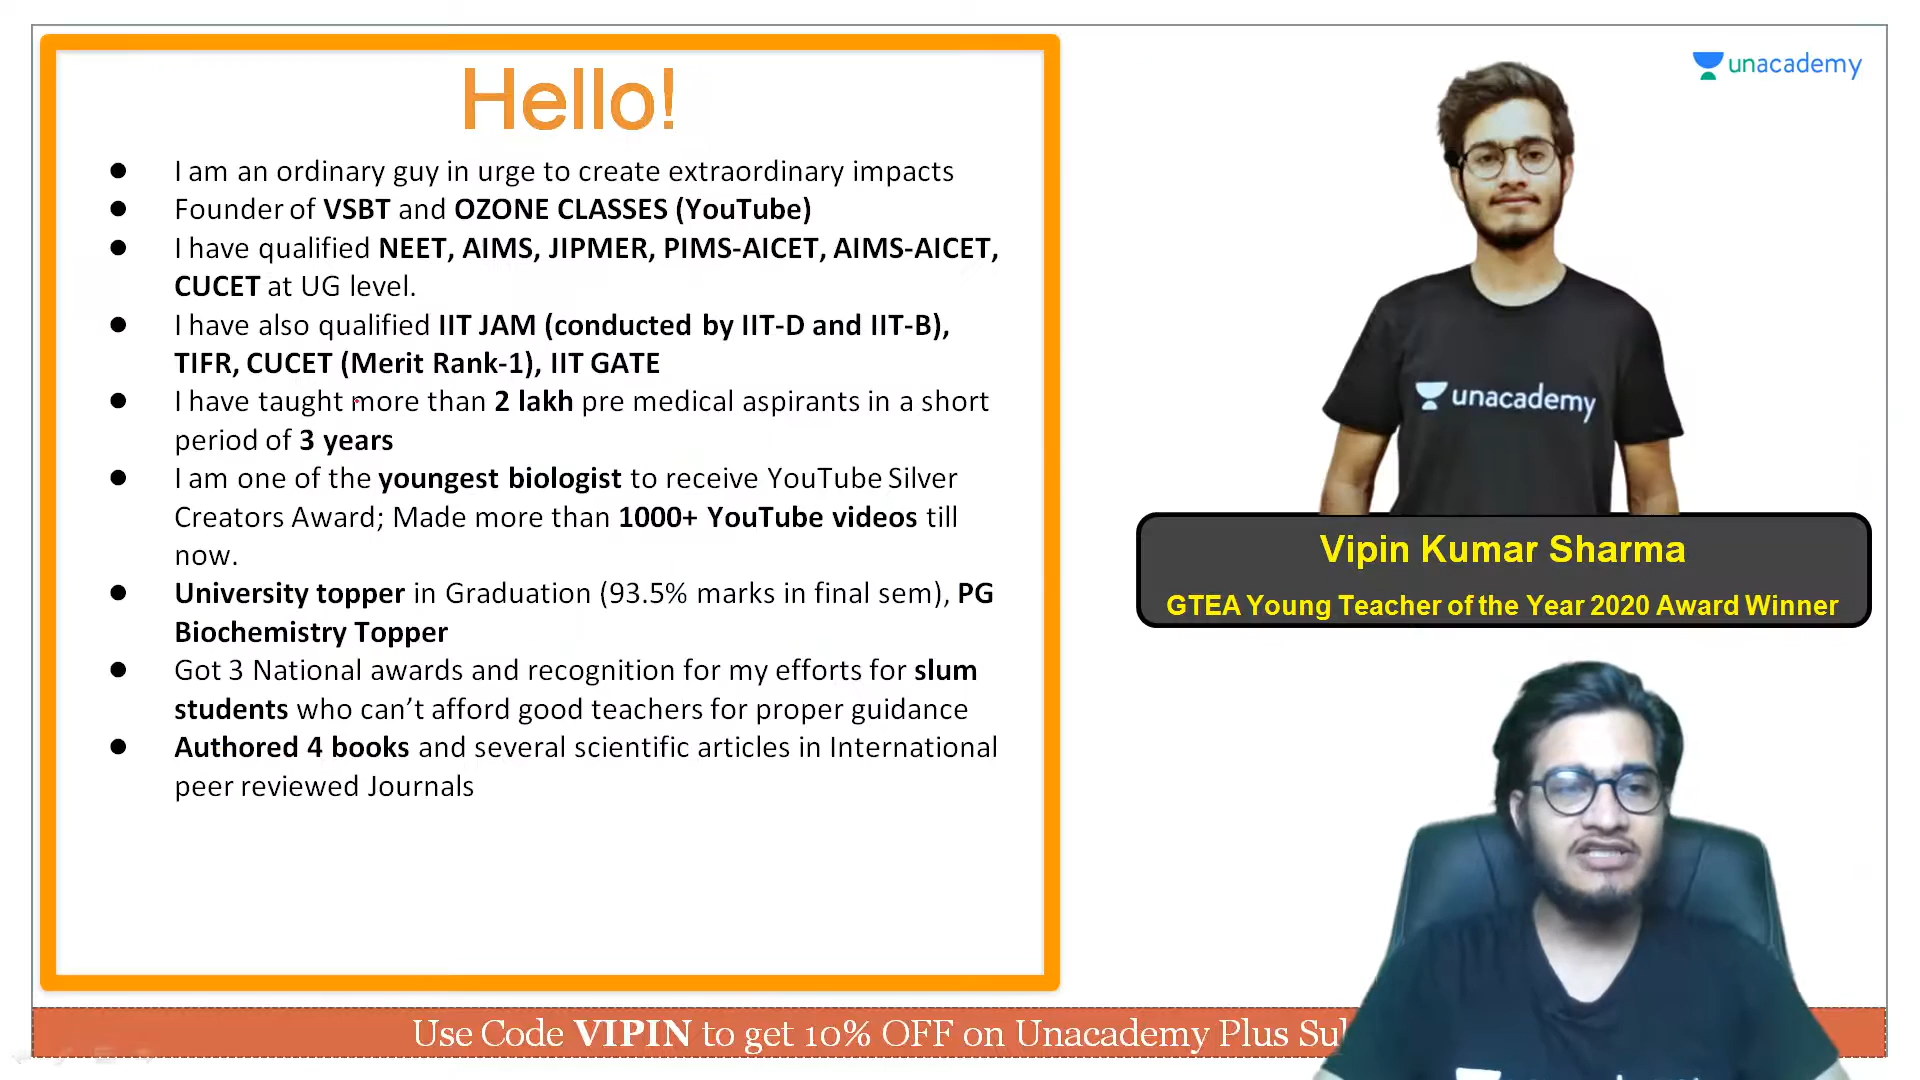 Hello!
● I am an ordinary guy in urge to create extraordinary impacts
● Founder of VSBT and OZONE CLASSES (YouTube)
● I have qualified NEET, AIMS, JIPMER, PIMS-AICET, AIMS-AICET,
CUCET at UG level.
● I have also qualified IIT JAM (conducted by IIT-D and IIT-B),
TIFR, CUCET (Merit Rank-1), IIT GATE
● I have taught more than 2 lakh pre medical aspirants in a short
period of 3 years
● I am one of the youngest biologist to receive YouTube Silver
Creators Award; Made more than 1000+ YouTube videos till
now.
● University topper in Graduation (93.5% marks in final sem), PG
Biochemistry Topper
● Got 3 National awards and recognition for my efforts for slum
students who can’t afford good teachers for proper guidance
● Authored 4 books and several scientific articles in International
peer reviewed Journals
unacademy
unacademy
Vipin Kumar Sharma
GTEA Young Teacher of the Year 2020 Award Winner
Use Code VIPIN to get 10% OFF on Unacademy Plus